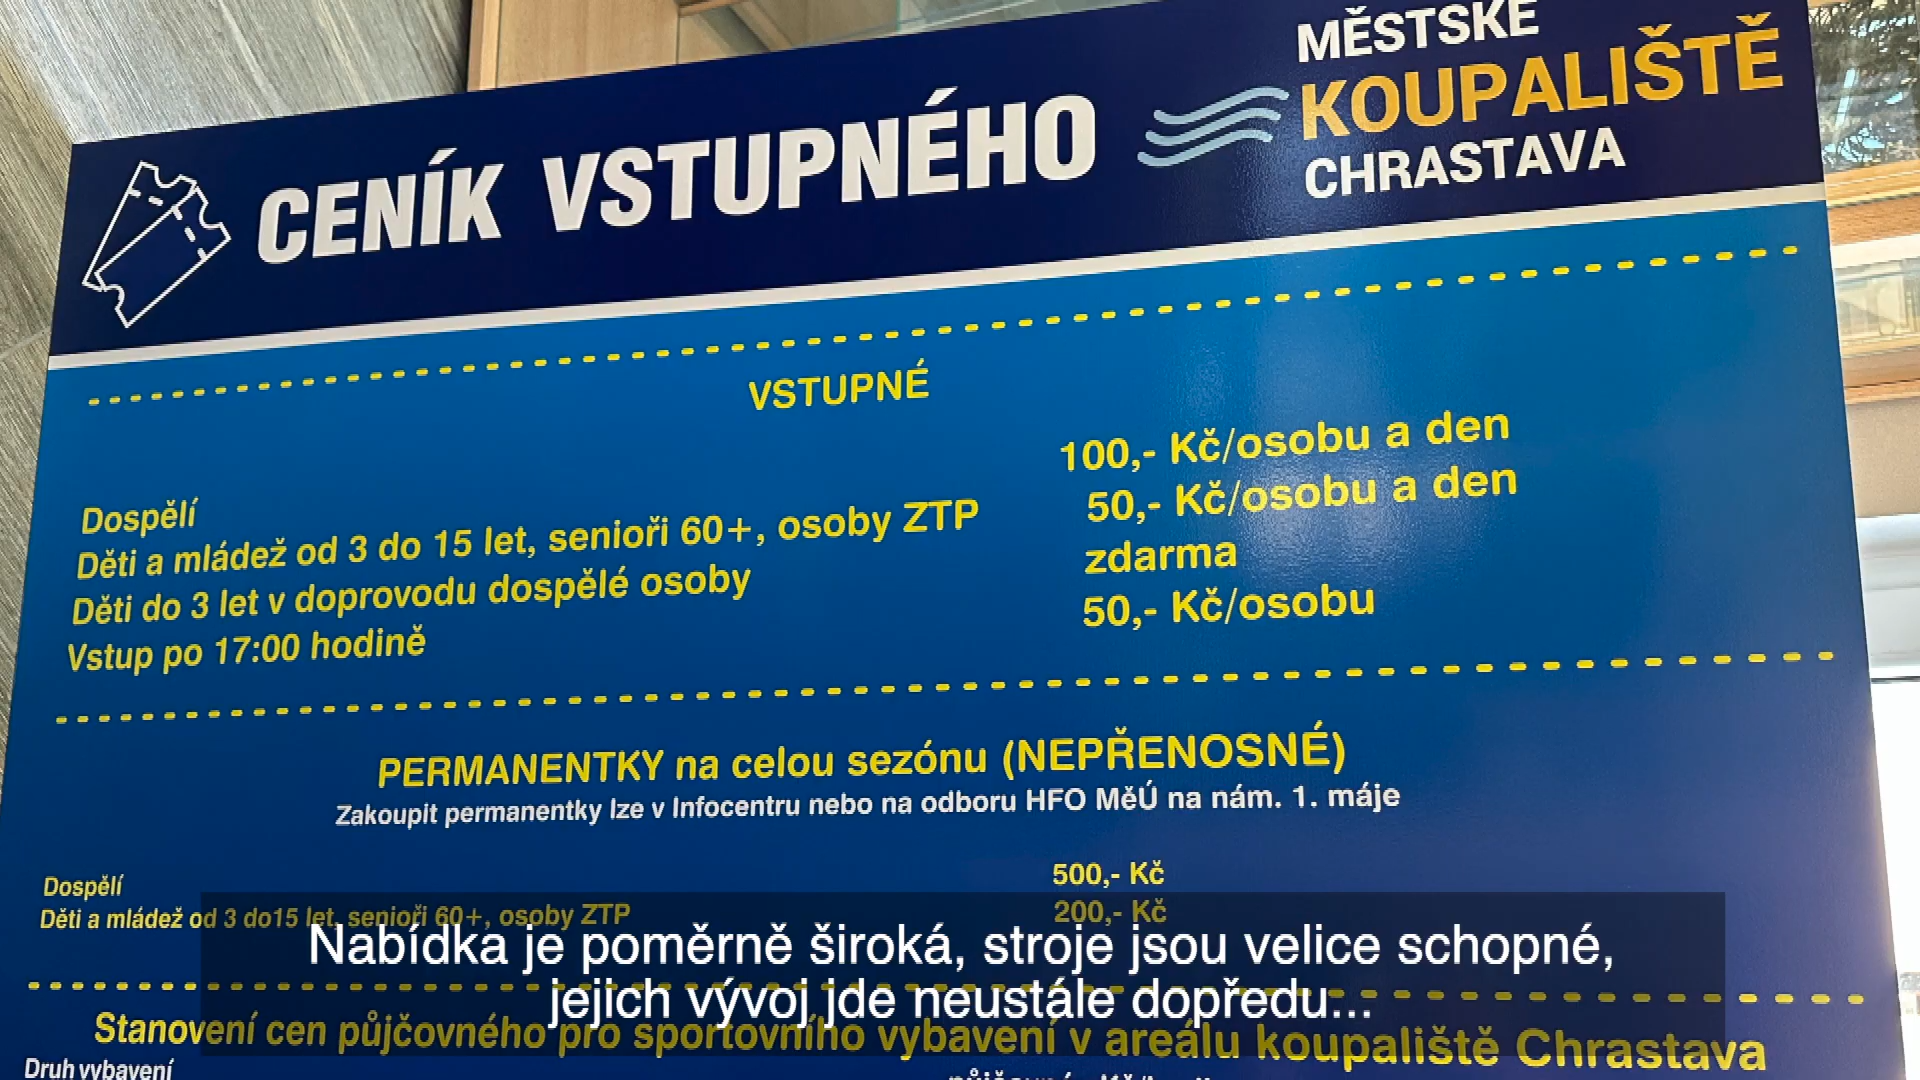 CENÍK VSTUPNÉHO
MĚSTSKÉ
KOUPALIŠTĚ
CHRASTAVA
VSTUPNÉ
Dospělí 100,- Kč/osobu a den
Děti a mládež od 3 do 15 let, senioři 60+, osoby ZTP 50,- Kč/osobu a den
Děti do 3 let v doprovodu dospělé osoby zdarma
Vstup po 17:00 hodině 50,- Kč/osobu
PERMANENTKY na celou sezónu (NEPŘENOSNÉ)
Zakoupit permanentky lze v Infocentru nebo na odboru HFO MěÚ na nám. 1. máje
Dospělí 500,- Kč
Děti a mládež od 3 do15 let, senioři 60+, osoby ZTP 200,- Kč
Nabídka je poměrně široká, stroje jsou velice schopné,
jejich vývoj jde neustále dopředu...
Stanovení cen půjčovného pro sportovního vybavení v areálu koupaliště Chrastava
Druh vybavení